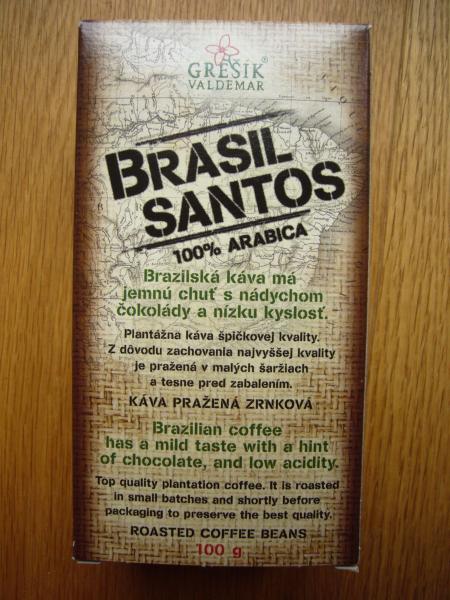 GREŠÍK®
VALDEMAR
BRASIL
SANTOS
100% ARABICA
Brazilská káva má
jemnú chuť s nádychom
čokolády a nízku kyslosť.
Plantážna káva špičkovej kvality.
Z dôvodu zachovania najvyššej kvality
je pražená v malých šaržiach
a tesne pred zabalením.
KÁVA PRAŽENÁ ZRNKOVÁ
Brazilian coffee
has a mild taste with a hint
of chocolate, and low acidity.
Top quality plantation coffee. It is roasted
in small batches and shortly before
packaging to preserve the best quality.
ROASTED COFFEE BEANS
100 g